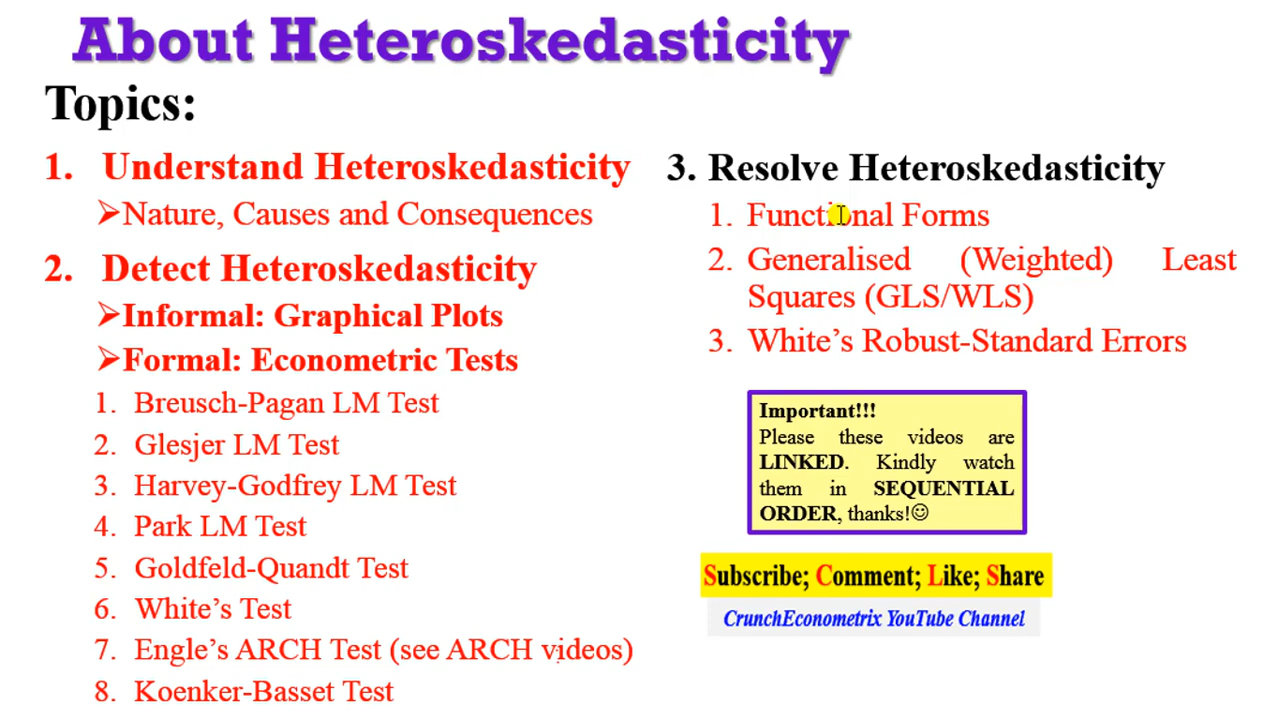 About Heteroskedasticity
Topics:
1. Understand Heteroskedasticity
➢Nature, Causes and Consequences
2. Detect Heteroskedasticity
➢Informal: Graphical Plots
➢Formal: Econometric Tests
1. Breusch-Pagan LM Test
2. Glesjer LM Test
3. Harvey-Godfrey LM Test
4. Park LM Test
5. Goldfeld-Quandt Test
6. White’s Test
7. Engle’s ARCH Test (see ARCH videos)
8. Koenker-Basset Test
3. Resolve Heteroskedasticity
1. Functional Forms
2. Generalised (Weighted) Least
Squares (GLS/WLS)
3. White’s Robust-Standard Errors
Important!!!
Please these videos are
LINKED. Kindly watch
them in SEQUENTIAL
ORDER, thanks!☺
Subscribe; Comment; Like; Share
CrunchEconometrix YouTube Channel